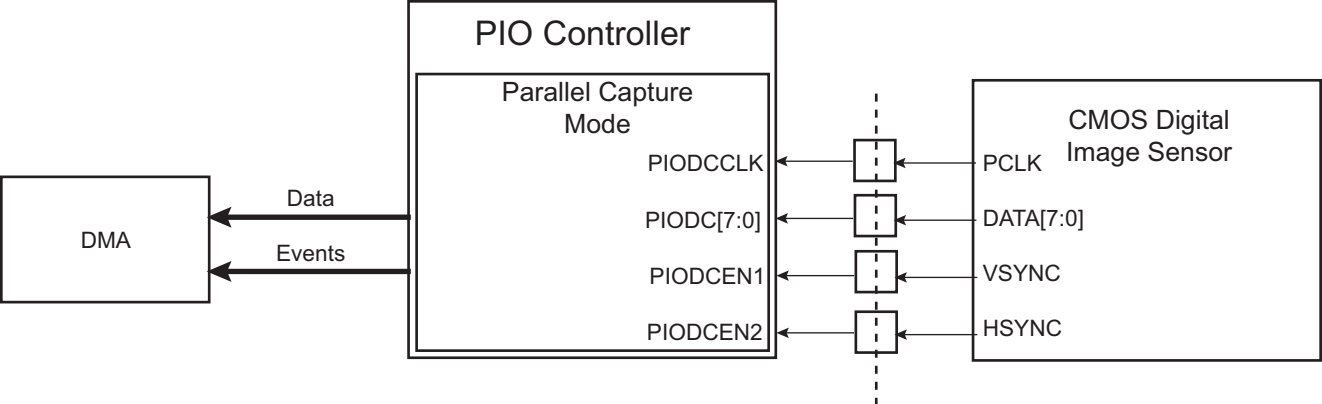 PIO Controller
Parallel Capture
Mode
CMOS Digital
Image Sensor
PIODCCLK
PCLK
Data
PIODC[7:0]
DATA[7:0]
DMA
Events
PIODCEN1
VSYNC
PIODCEN2
HSYNC